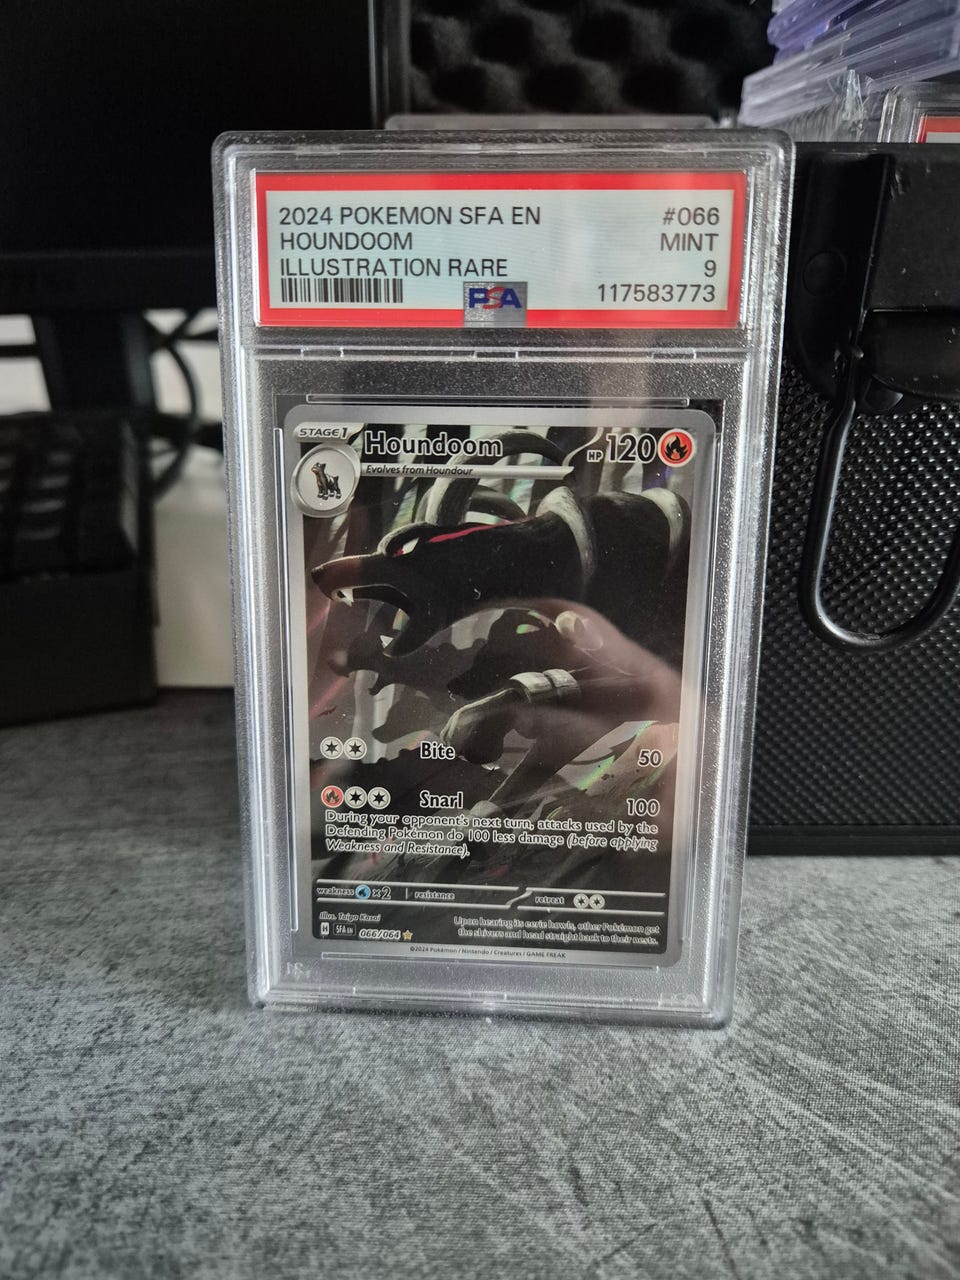 2024 POKEMON SFA EN #066
HOUNDOOM MINT
ILLUSTRATION RARE 9
PSA 117583773
STAGE 1 Houndoom HP 120
Evolves from Houndour
Bite 50
Snarl 100
During your opponent's next turn, attacks used by the
Defending Pokémon do 100 less damage (before applying
Weakness and Resistance).
weakness ×2 resistance retreat
Illus. Taiga Kasai
Upon hearing its eerie howls, other Pokémon get
the shivers and head straight back to their nests.
H SFA EN 066/064
©2024 Pokémon / Nintendo / Creatures / GAME FREAK